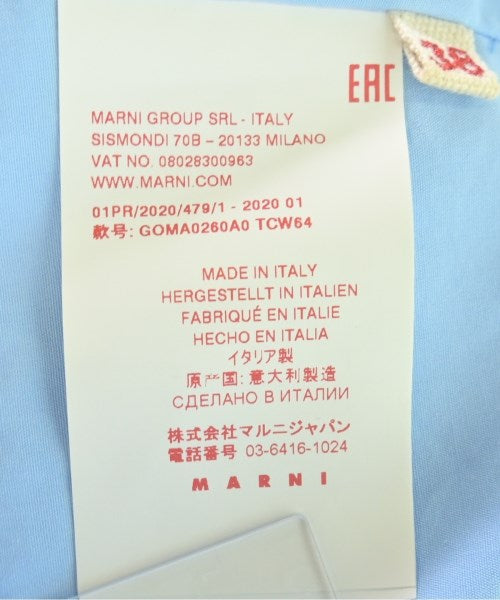 38
EAC
MARNI GROUP SRL - ITALY
SISMONDI 70B – 20133 MILANO
VAT NO. 08028300963
WWW.MARNI.COM
01PR/2020/479/1 - 2020 01
款号: GOMA0260A0 TCW64
MADE IN ITALY
HERGESTELLT IN ITALIEN
FABRIQUÉ EN ITALIE
HECHO EN ITALIA
イタリア製
原产国: 意大利製造
СДЕЛАНО В ИТАЛИИ
株式会社マルニジャパン
電話番号 03-6416-1024
MARNI